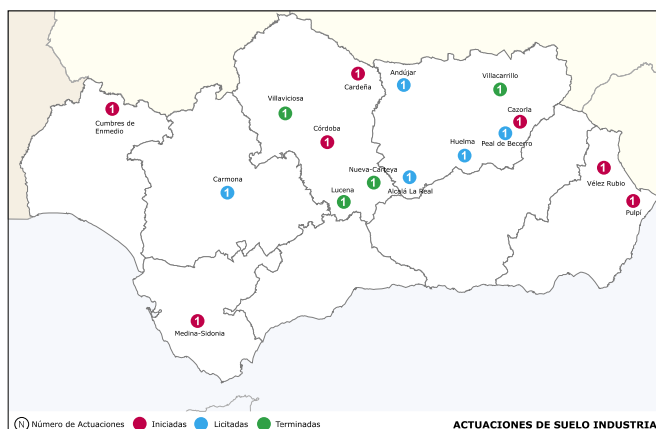 1
Andújar
1
Cardeña
1
Villacarrillo
1
Villaviciosa
1
1
Cumbres de
Enmedio
Cazorla
1
Córdoba
1
1
Peal de Becerro
Huelma
1
Nueva-Carteya
1
Alcalá La Real
1
Carmona
1
Lucena
1
1
Vélez Rubio
1
Pulpí
1
Medina-Sidonia
N Número de Actuaciones Iniciadas Licitadas Terminadas
ACTUACIONES DE SUELO INDUSTRIA